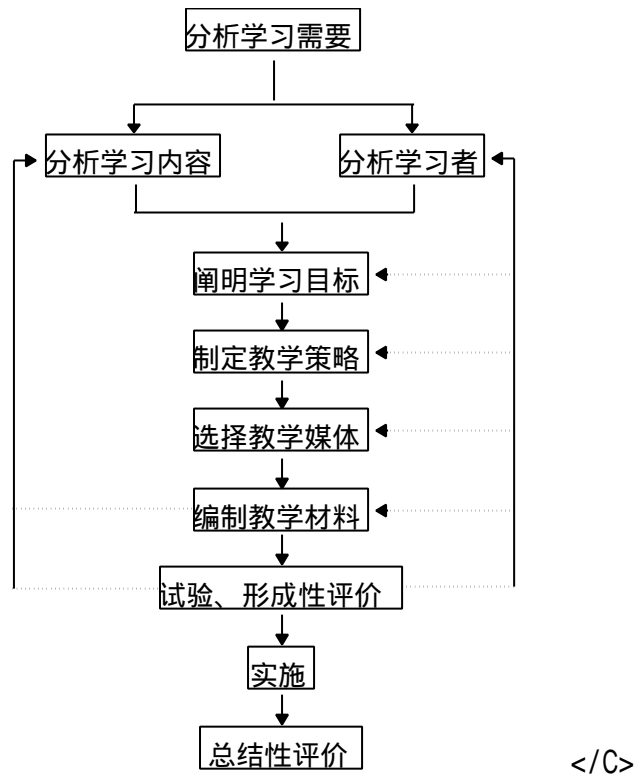 分析学习需要
分析学习内容
分析学习者
阐明学习目标
制定教学策略
选择教学媒体
编制教学材料
试验、形成性评价
实施
总结性评价
</C>